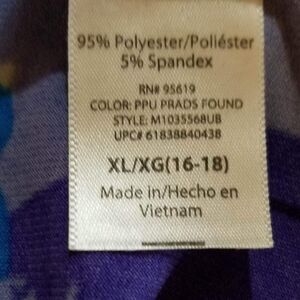 95% Polyester/Poliéster
5% Spandex
RN# 95619
COLOR: PPU PRADS FOUND
STYLE: M1035568UB
UPC# 61838840438
XL/XG(16-18)
Made in/Hecho en
Vietnam